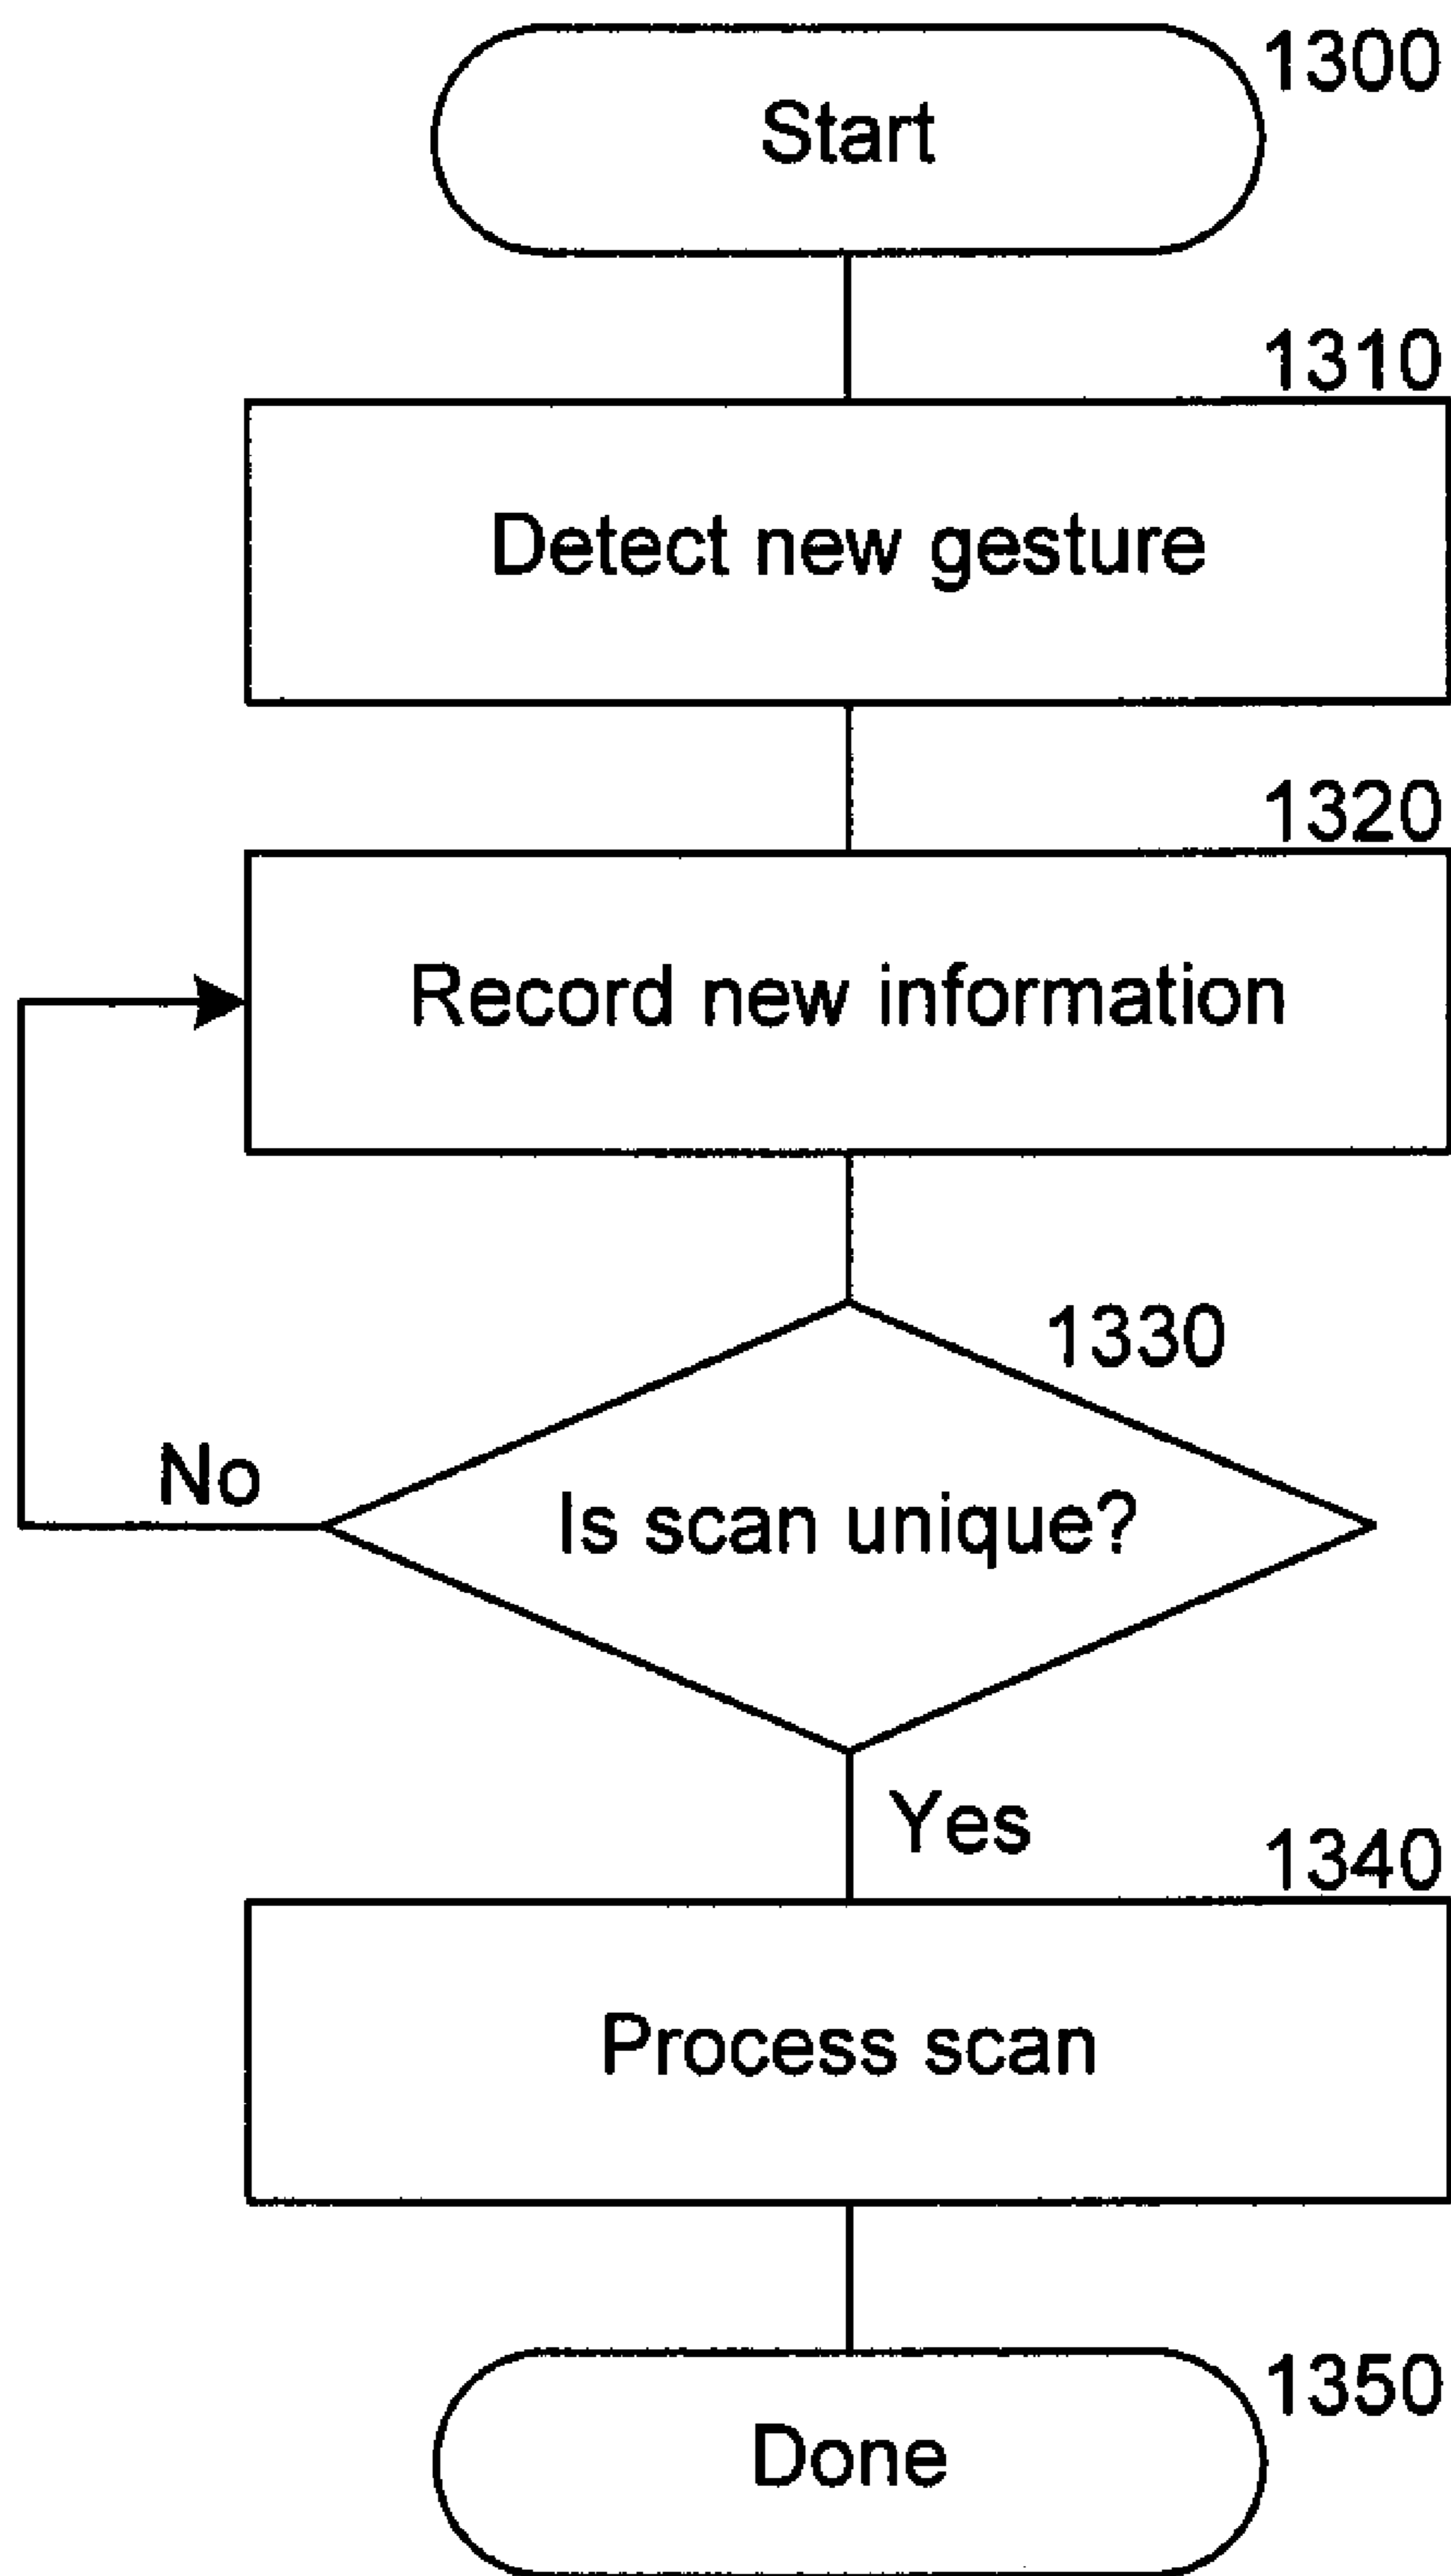 1300
Start
1310
Detect new gesture
1320
Record new information
1330
No
Is scan unique?
Yes
1340
Process scan
1350
Done